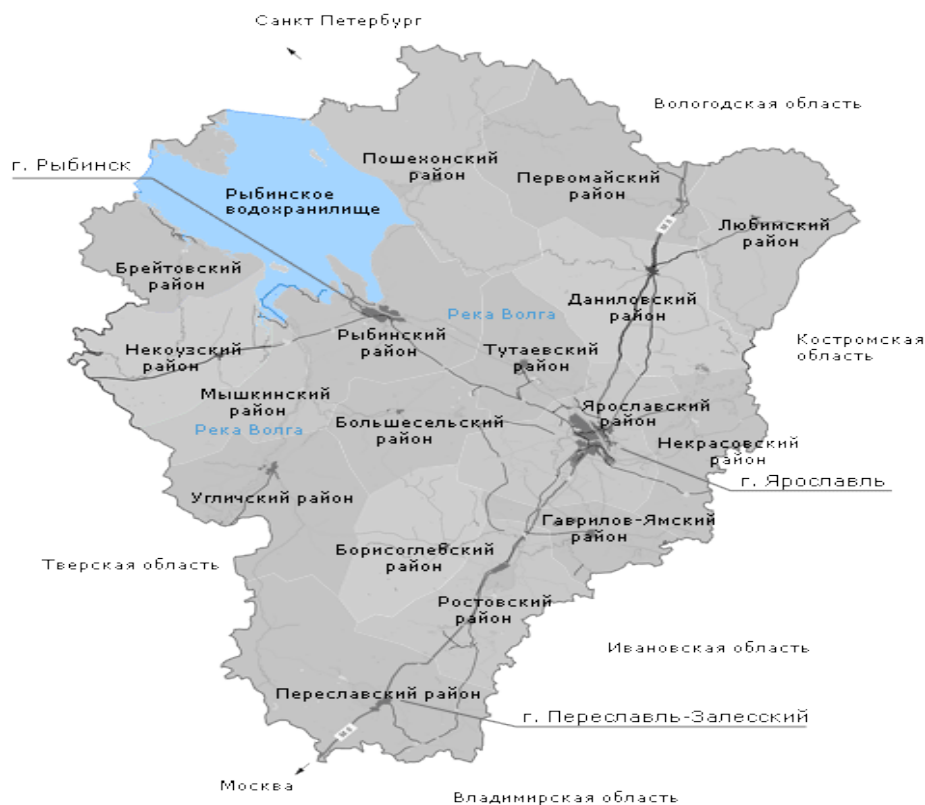 Санкт Петербург
Вологодская область
г. Рыбинск
Пошехонский
район
Первомайский
район
Рыбинское
водохранилище
Любимский
район
М 8
Брейтовский
район
Даниловский
район
Река Волга
Рыбинский
район
Костромская
область
Некоузский
район
Тутаевский
район
Мышкинский
район
Река Волга
Большесельский
район
Ярославский
район
Некрасовский
район
г. Ярославль
Угличский район
Гаврилов-Ямский
район
Борисоглебский
район
Тверская область
Ростовский
район
Ивановская область
Переславский район
г. Переславль-Залесский
М 8
Москва
Владимирская область